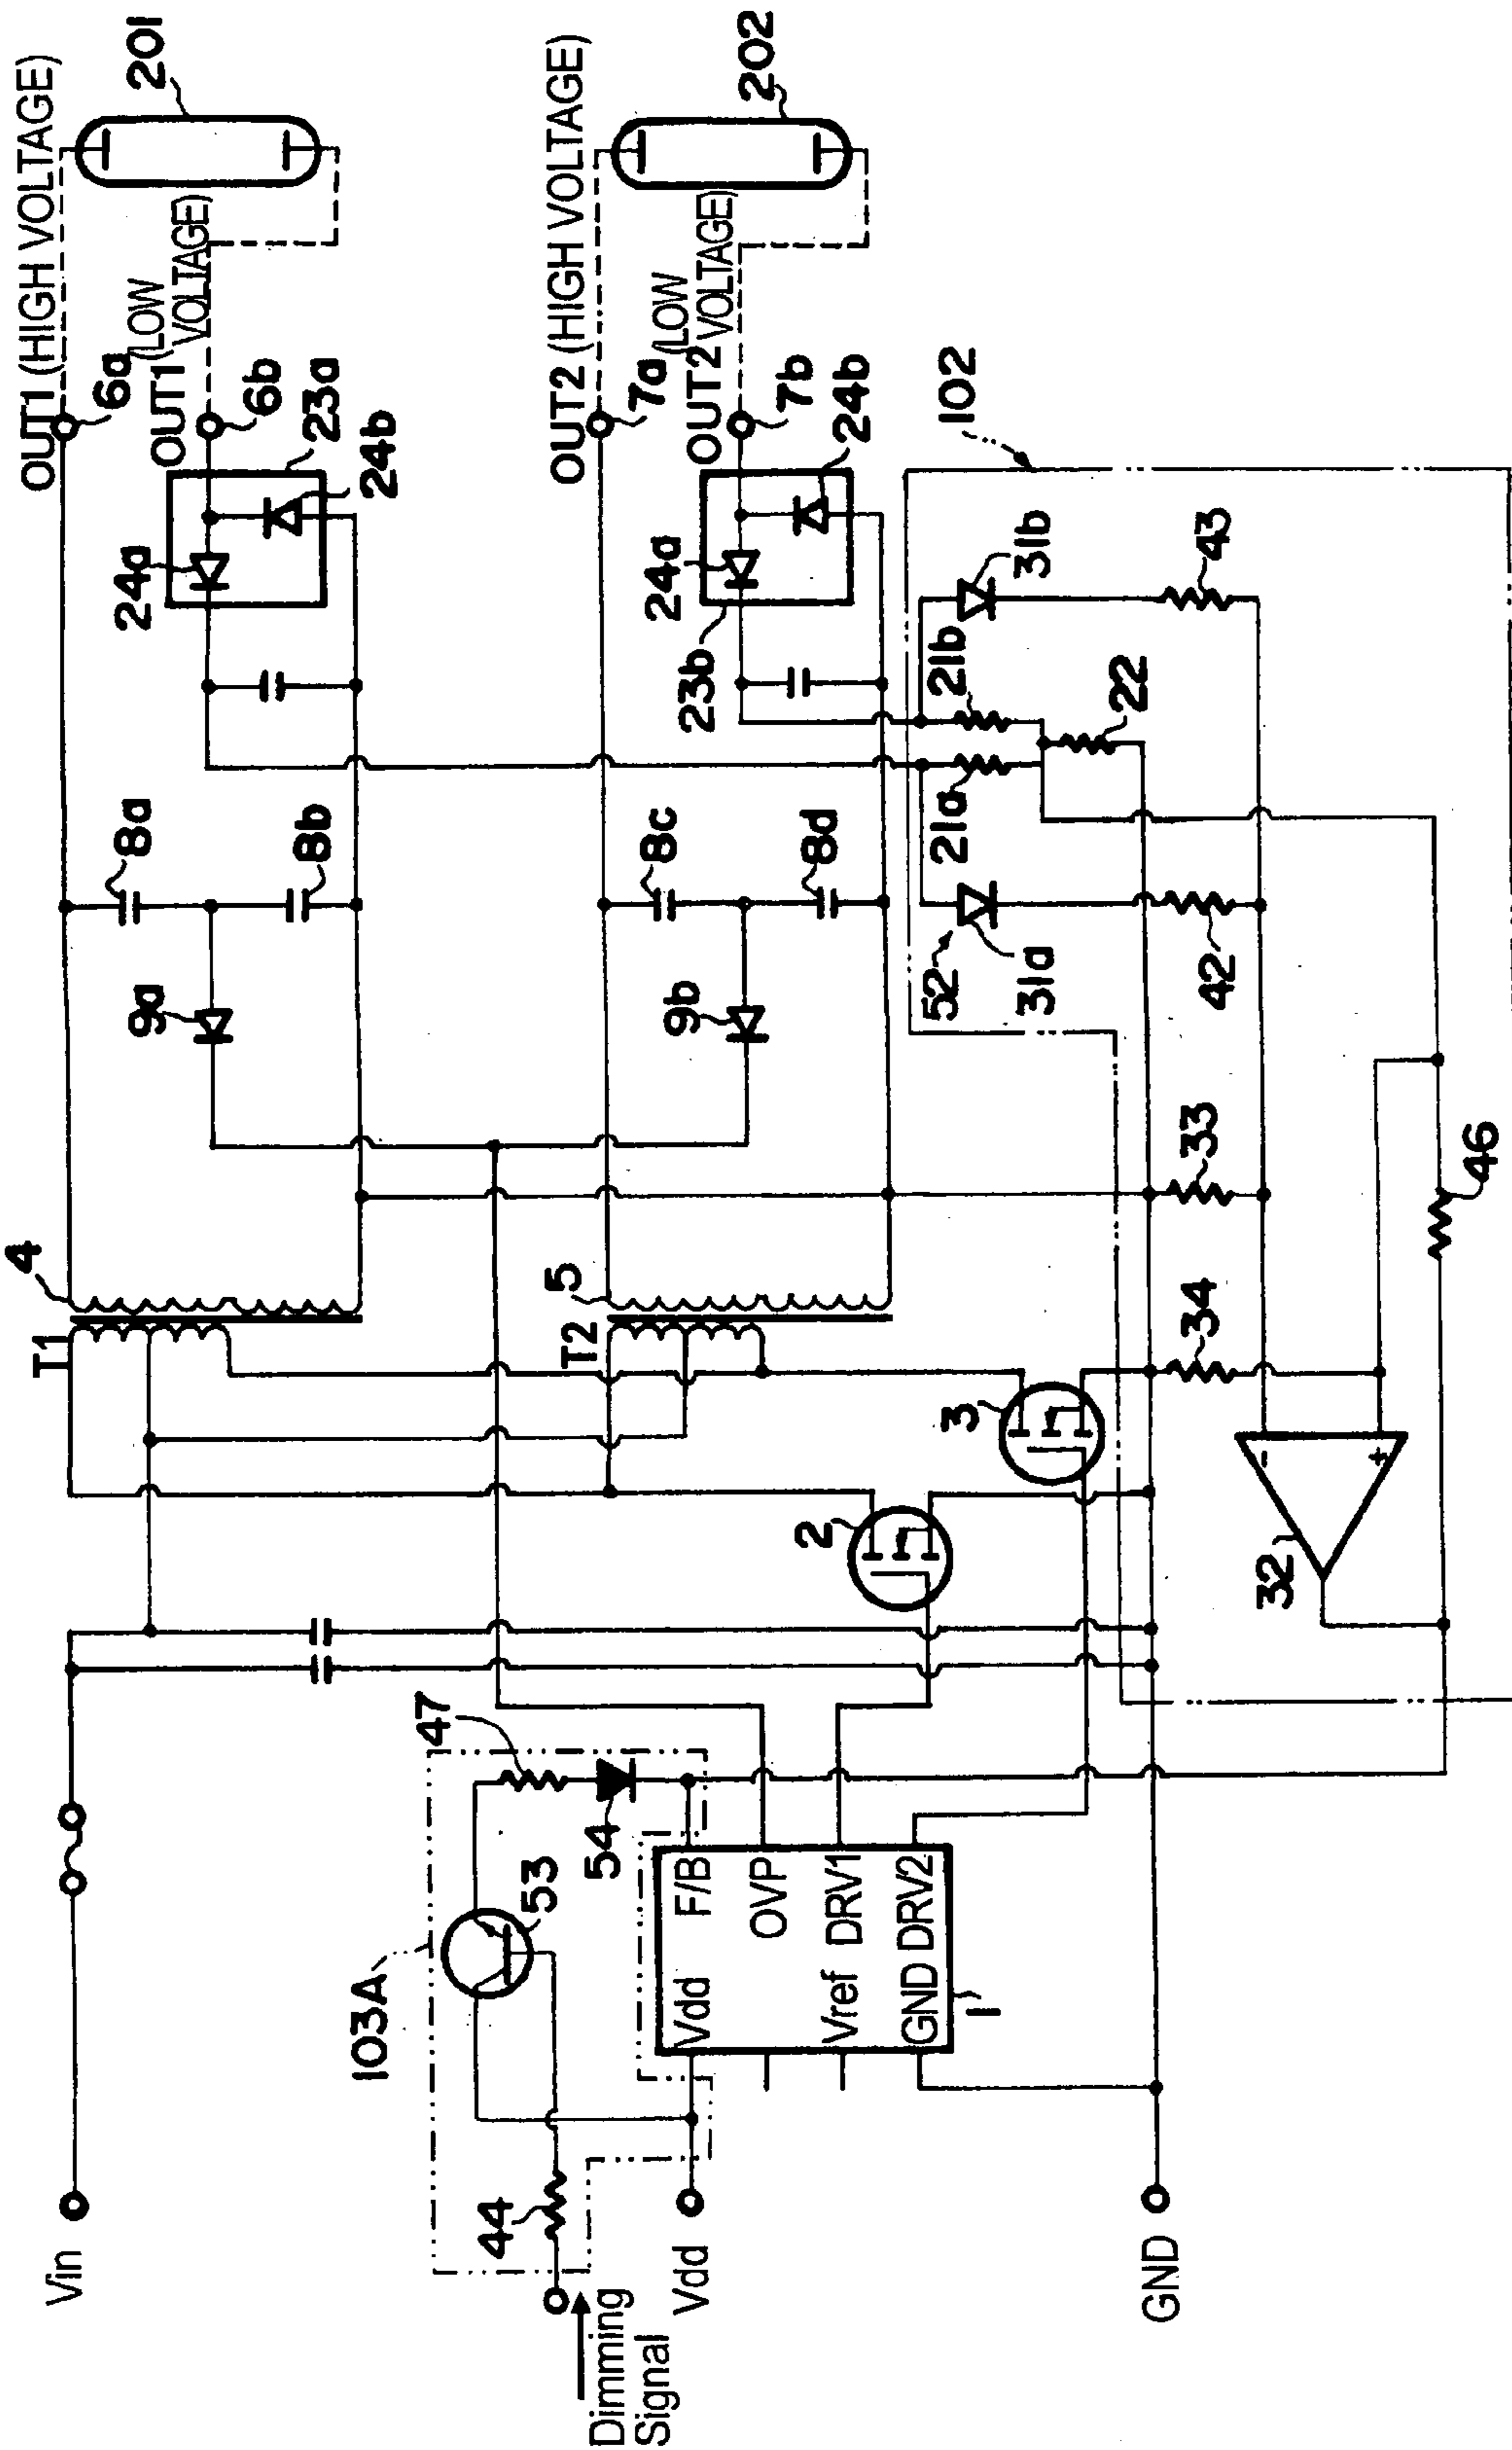 Vin
Dimming
Signal
Vdd
GND
44
103A
53
47
54
Vdd
F/B
OVP
Vref
DRV1
GND
DRV2
1
2
3
T1
4
T2
5
9a
9b
8a
8b
8c
8d
OUT1 (HIGH VOLTAGE)
6a
OUT1
(LOW
VOLTAGE)
6b
23a
24a
24b
201
OUT2 (HIGH VOLTAGE)
7a
OUT2
(LOW
VOLTAGE)
7b
24a
24b
23b
202
102
21a
21b
22
31a
31b
52
42
43
33
34
46
32
-
+